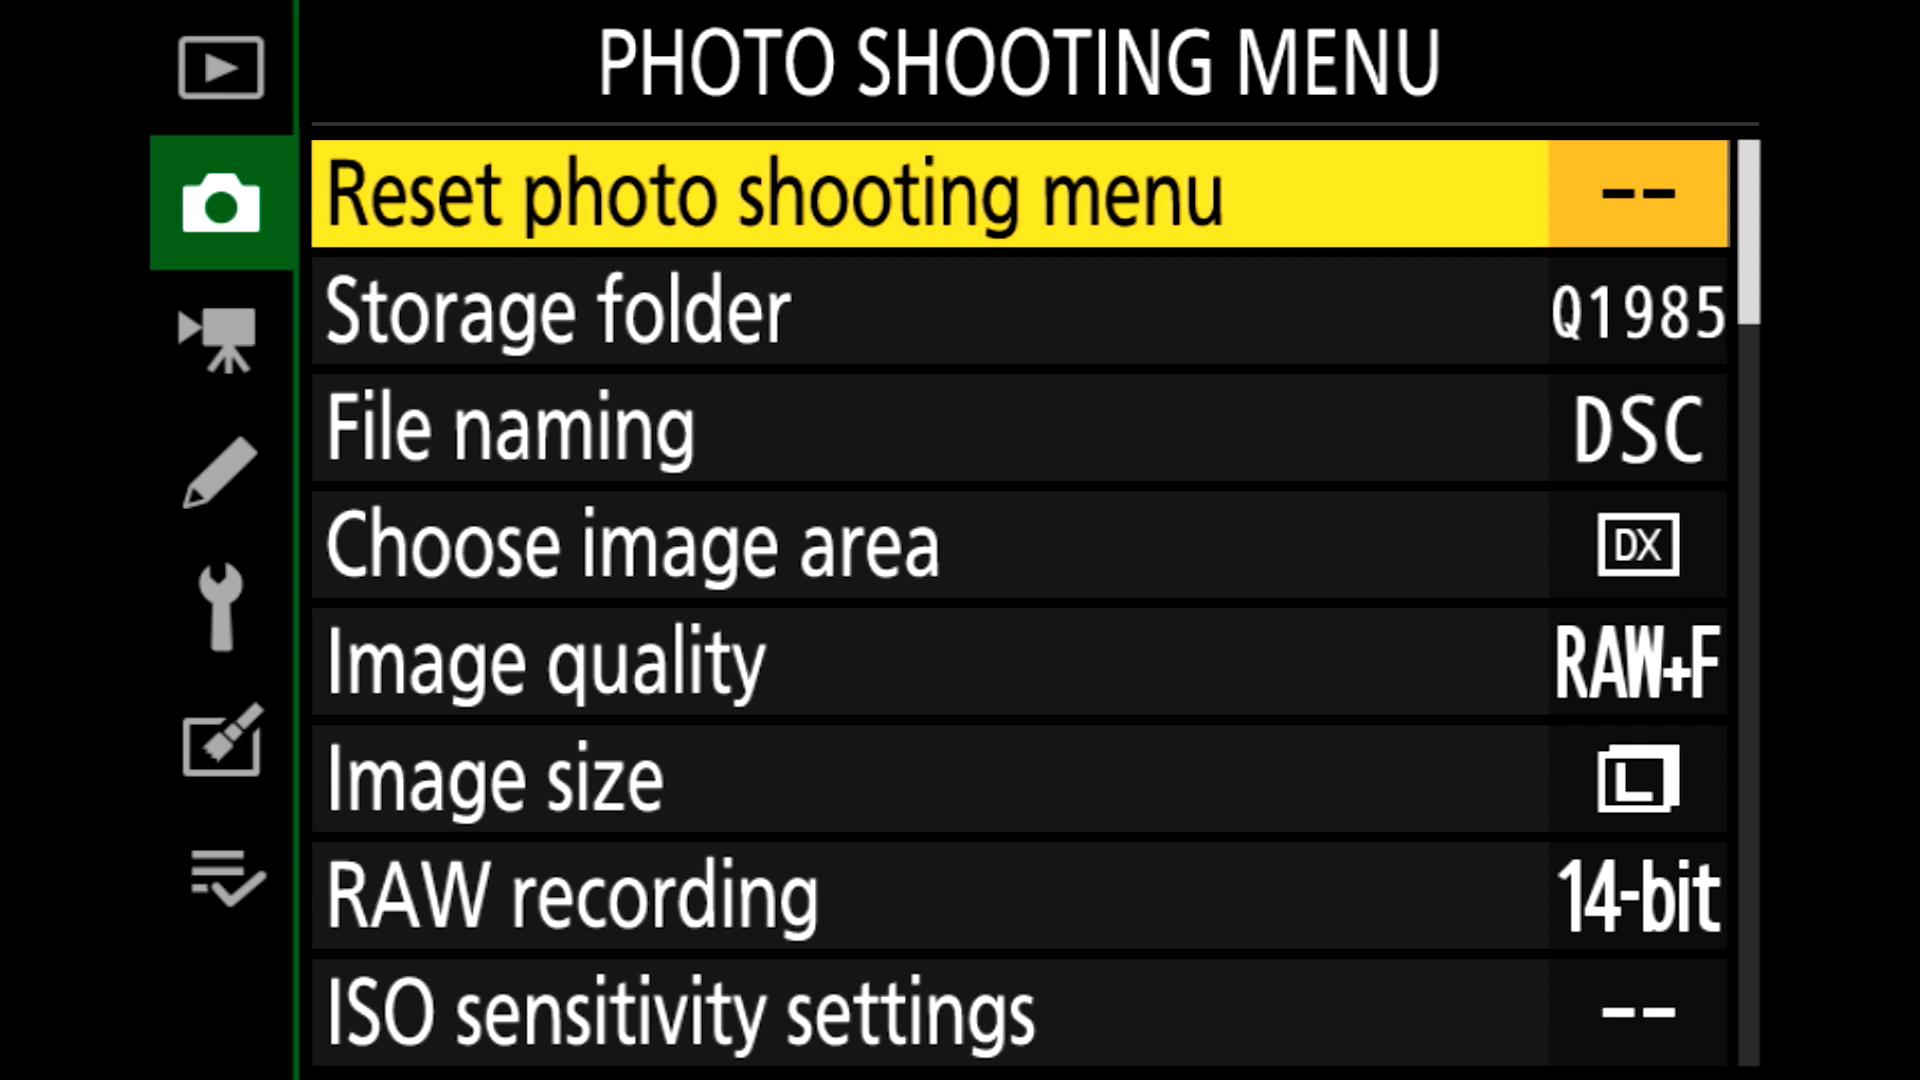 PHOTO SHOOTING MENU
Reset photo shooting menu --
Storage folder Q1985
File naming DSC
Choose image area DX
Image quality RAW+F
Image size L
RAW recording 14-bit
ISO sensitivity settings --